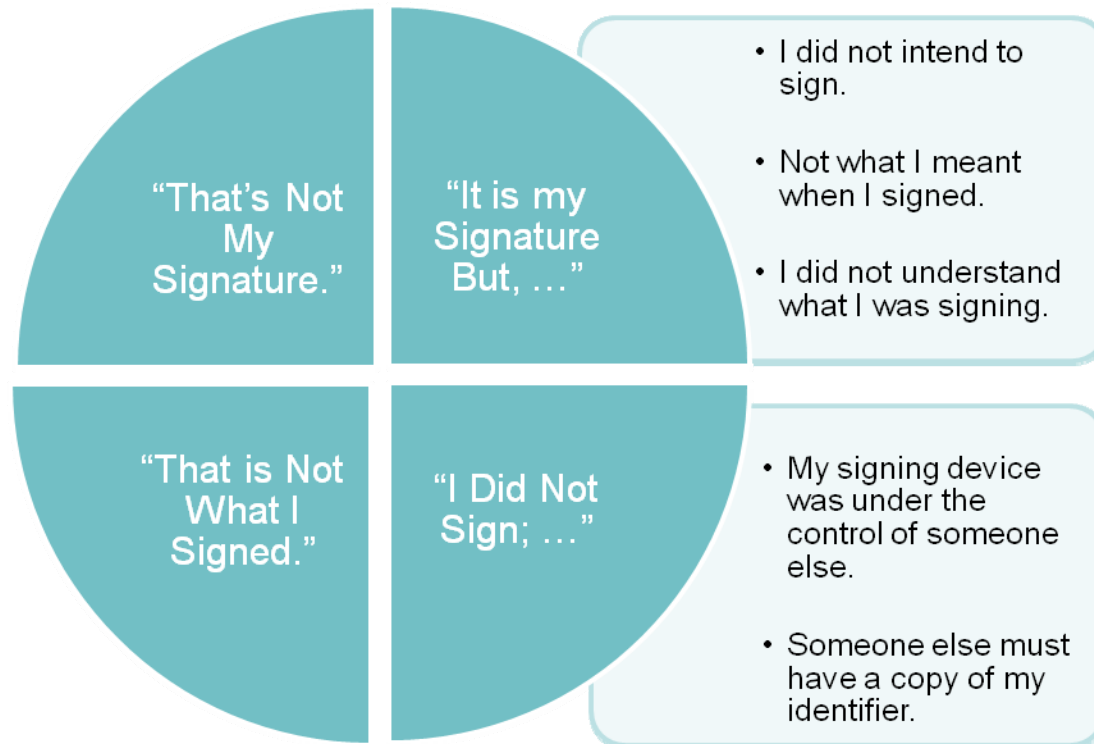 “That’s Not
My
Signature.”
“It is my
Signature
But, …”
• I did not intend to
sign.
• Not what I meant
when I signed.
• I did not understand
what I was signing.
“That is Not
What I
Signed.”
“I Did Not
Sign; …”
• My signing device
was under the
control of someone
else.
• Someone else must
have a copy of my
identifier.